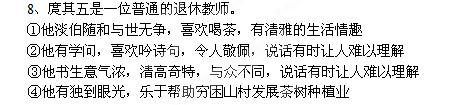 8、虔其五是一位普通的退休教师。
①他淡伯随和与世无争，喜欢喝茶，有清雅的生活情趣
②他有学问，喜欢吟诗句，令人敬佩，说话有时让人难以理解
③他书生意气浓，清高奇特，与众不同，说话有时让人难以理解
④他有独到眼光，乐于帮助穷困山村发展茶树种植业